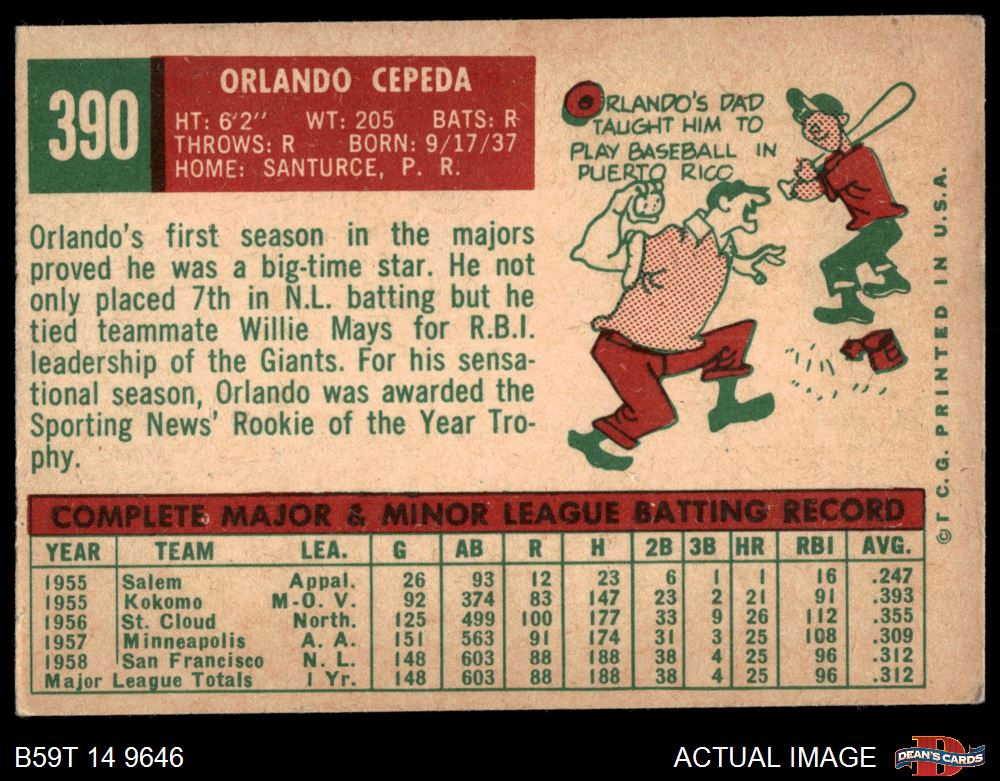 390
ORLANDO CEPEDA
HT: 6'2" WT: 205 BATS: R
THROWS: R BORN: 9/17/37
HOME: SANTURCE, P. R.
ORLANDO'S DAD
TAUGHT HIM TO
PLAY BASEBALL IN
PUERTO RICO
Orlando's first season in the majors
proved he was a big-time star. He not
only placed 7th in N.L. batting but he
tied teammate Willie Mays for R.B.I.
leadership of the Giants. For his sensa-
tional season, Orlando was awarded the
Sporting News' Rookie of the Year Tro-
phy.
© T. C. G. PRINTED IN U.S.A.
COMPLETE MAJOR & MINOR LEAGUE BATTING RECORD
YEAR TEAM LEA. G AB R H 2B 3B HR RBI AVG.
1955 Salem Appal. 26 93 12 23 6 1 1 16 .247
1955 Kokomo M-O. V. 92 374 83 147 23 2 21 91 .393
1956 St. Cloud North. 125 499 100 177 33 9 26 112 .355
1957 Minneapolis A. A. 151 563 91 174 31 3 25 108 .309
1958 San Francisco N. L. 148 603 88 188 38 4 25 96 .312
Major League Totals 1 Yr. 148 603 88 188 38 4 25 96 .312
B59T 14 9646
ACTUAL IMAGE
DEAN'S CARDS